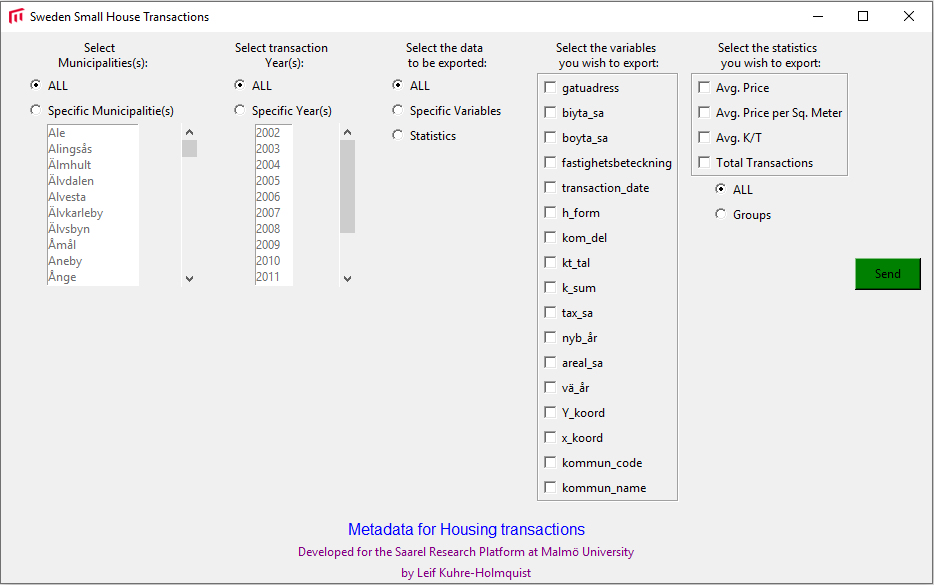 Sweden Small House Transactions
Select
Municipalities(s):
ALL
Specific Municipalitie(s)
Ale
Alingsås
Älmhult
Älvdalen
Alvesta
Älvkarleby
Älvsbyn
Åmål
Aneby
Ånge
Select transaction
Year(s):
ALL
Specific Year(s)
2002
2003
2004
2005
2006
2007
2008
2009
2010
2011
Select the data
to be exported:
ALL
Specific Variables
Statistics
Select the variables
you wish to export:
gatuadress
biyta_sa
boyta_sa
fastighetsbeteckning
transaction_date
h_form
kom_del
kt_tal
k_sum
tax_sa
nyb_år
areal_sa
vä_år
Y_koord
x_koord
kommun_code
kommun_name
Select the statistics
you wish to export:
Avg. Price
Avg. Price per Sq. Meter
Avg. K/T
Total Transactions
ALL
Groups
Send
Metadata for Housing transactions
Developed for the Saarel Research Platform at Malmö University
by Leif Kuhre-Holmquist